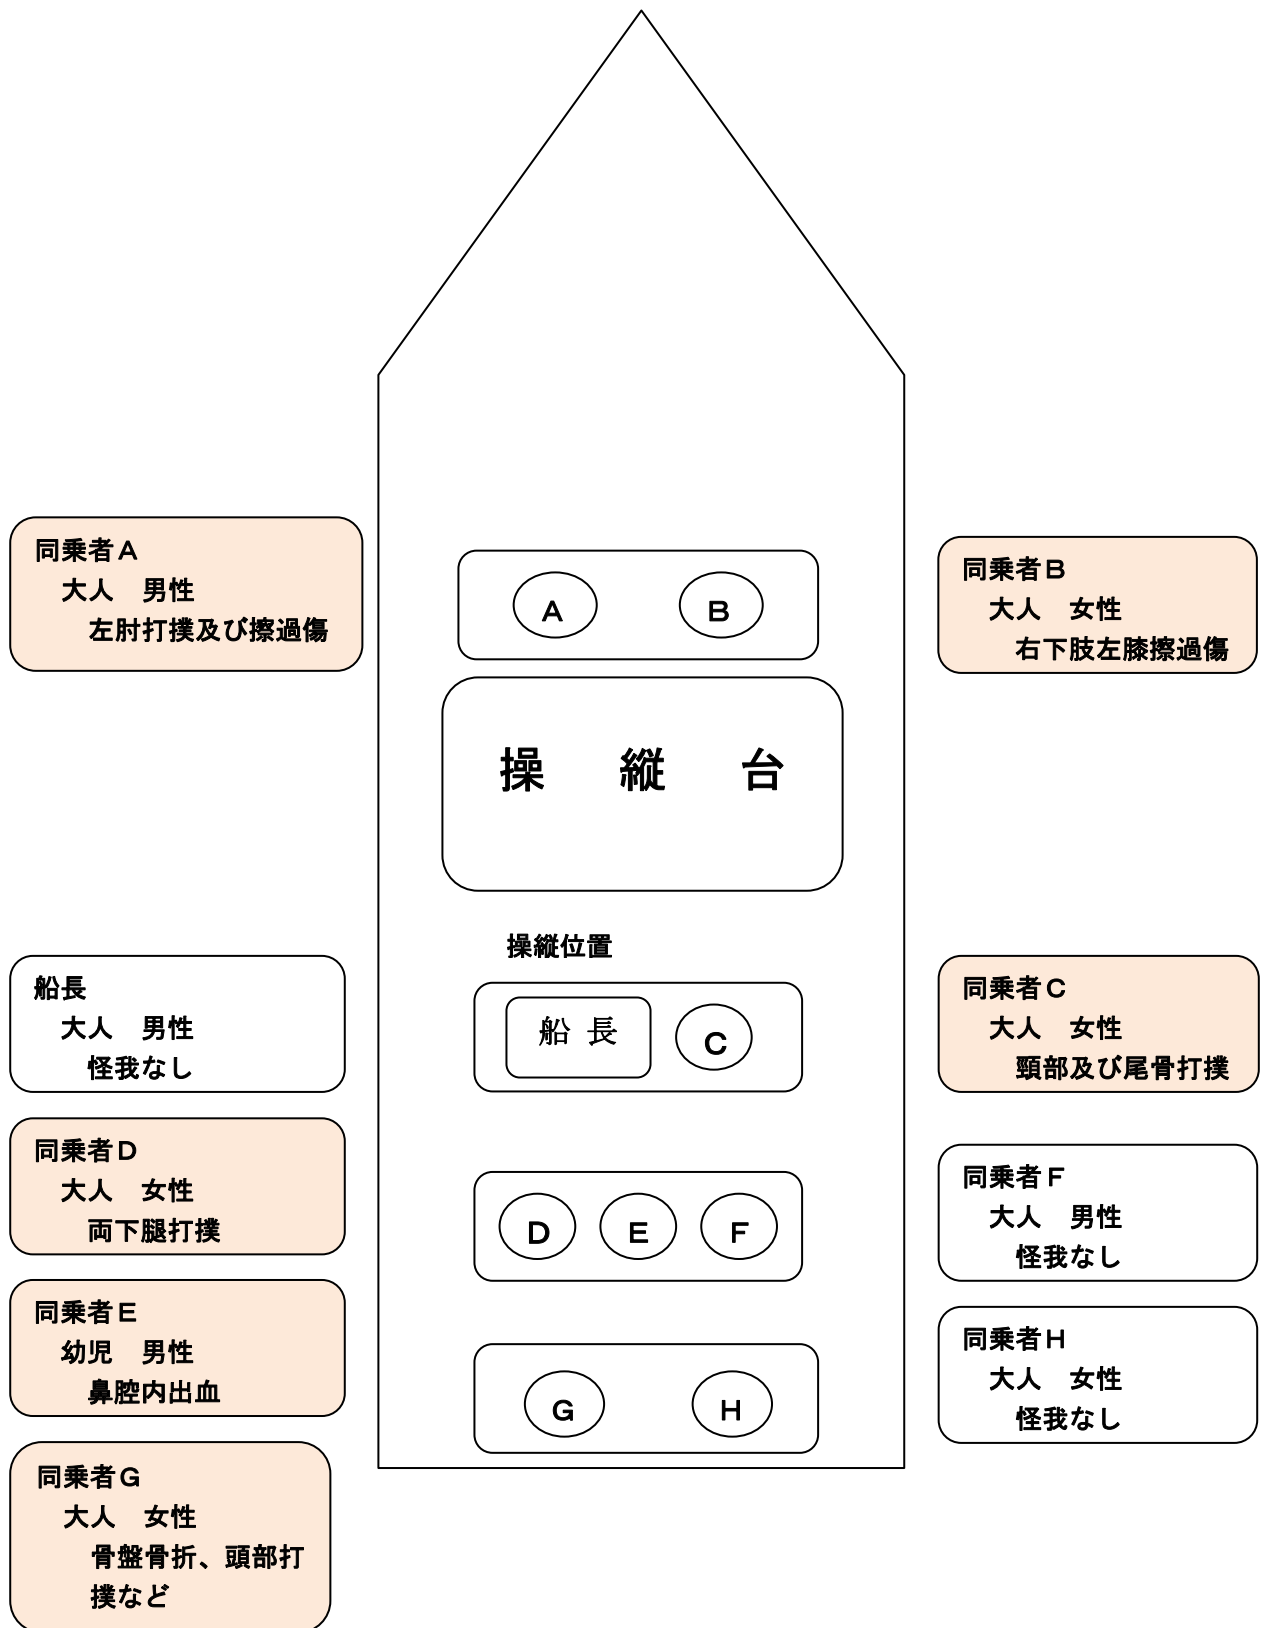 同乗者Ａ
大人　男性
左肘打撲及び擦過傷
同乗者Ｂ
大人　女性
右下肢左膝擦過傷
Ａ　Ｂ
操　縦　台
操縦位置
船長
大人　男性
怪我なし
船 長　Ｃ
同乗者Ｃ
大人　女性
頸部及び尾骨打撲
同乗者Ｄ
大人　女性
両下腿打撲
Ｄ　Ｅ　Ｆ
同乗者Ｆ
大人　男性
怪我なし
同乗者Ｅ
幼児　男性
鼻腔内出血
Ｇ　Ｈ
同乗者Ｈ
大人　女性
怪我なし
同乗者Ｇ
大人　女性
骨盤骨折、頭部打
撲など